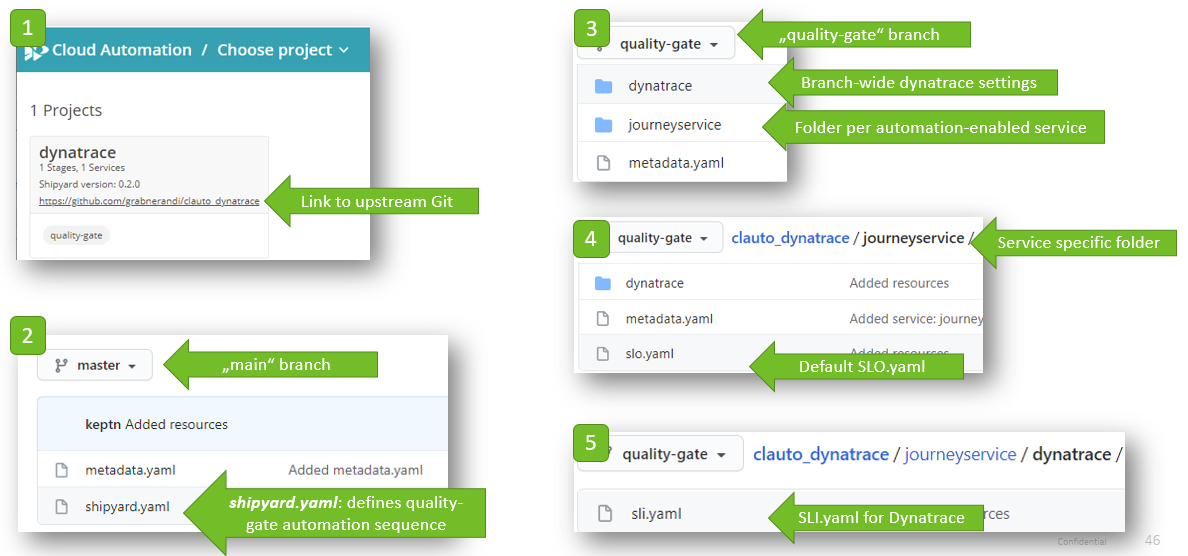 1
Cloud Automation / Choose project
1 Projects
dynatrace
1 Stages, 1 Services
Shipyard version: 0.2.0
https://github.com/grabnerandi/clauto_dynatrace
Link to upstream Git
quality-gate
2
master
„main“ branch
keptn Added resources
metadata.yaml Added metadata.yaml
shipyard.yaml
shipyard.yaml: defines quality-
gate automation sequence
3
quality-gate
„quality-gate“ branch
dynatrace
Branch-wide dynatrace settings
journeyservice
Folder per automation-enabled service
metadata.yaml
4
quality-gate clauto_dynatrace / journeyservice /
Service specific folder
dynatrace Added resources
metadata.yaml Added service: journey
slo.yaml Added resources
Default SLO.yaml
5
quality-gate clauto_dynatrace / journeyservice / dynatrace /
sli.yaml
SLI.yaml for Dynatrace
rces
Confidential 46